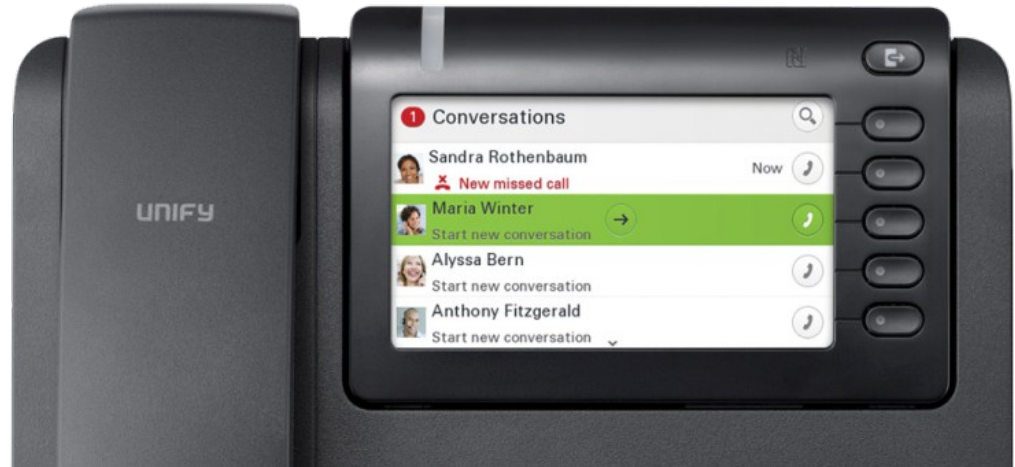 UNIFY
1 Conversations
Sandra Rothenbaum
New missed call
Now
Maria Winter
Start new conversation
Alyssa Bern
Start new conversation
Anthony Fitzgerald
Start new conversation